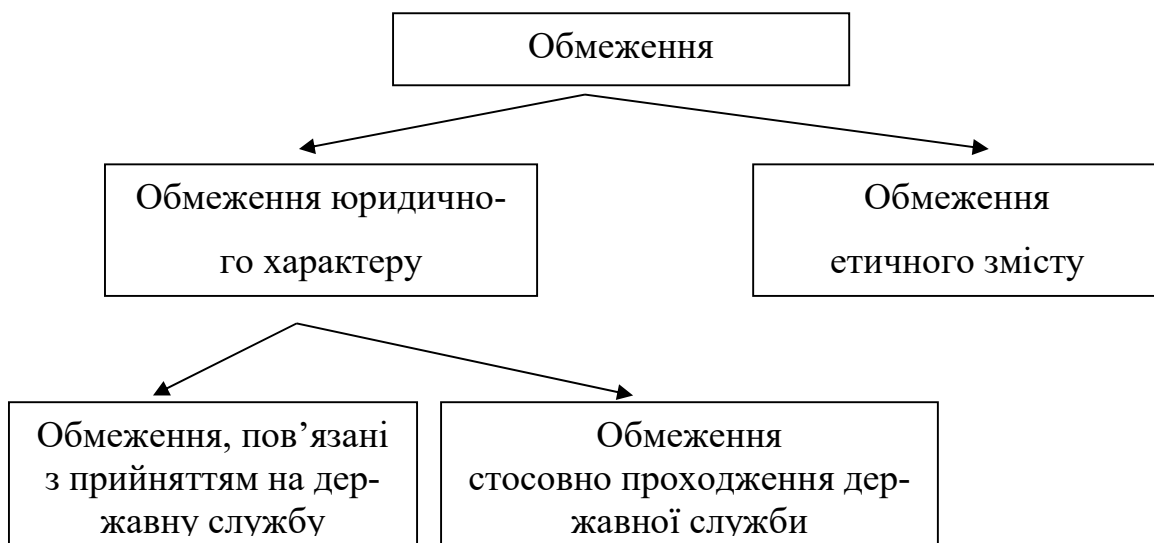 Обмеження
Обмеження юридично-
го характеру
Обмеження
етичного змісту
Обмеження, пов’язані
з прийняттям на дер-
жавну службу
Обмеження
стосовно проходження дер-
жавної служби